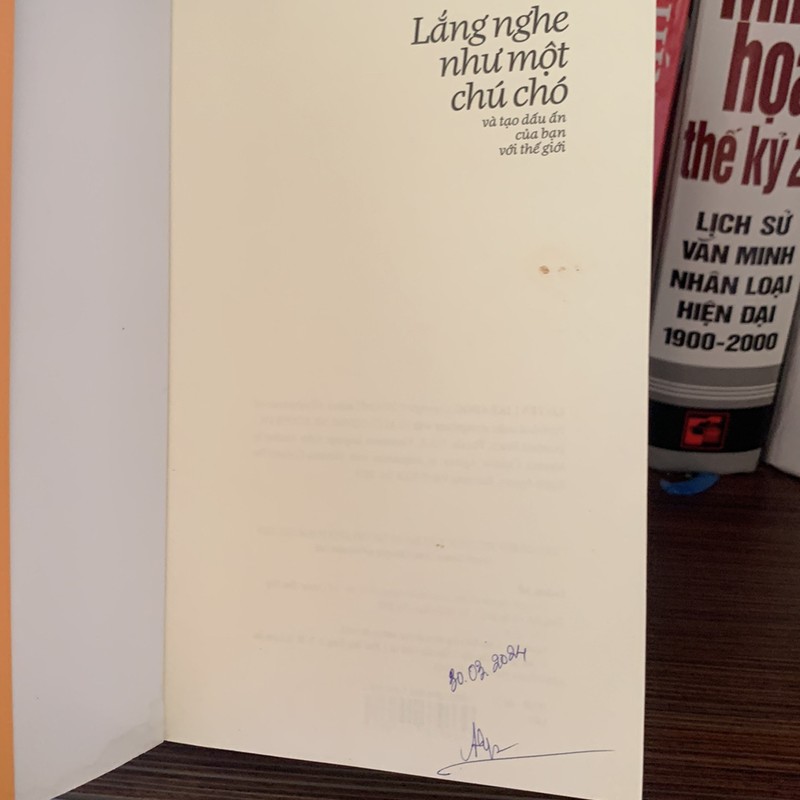 Lắng nghe
như một
chú chó
và tạo dấu ấn
của bạn
với thế giới
30.03.2024
họa
thế kỷ 2
LỊCH SỬ
VĂN MINH
NHÂN LOẠI
HIỆN ĐẠI
1900-2000